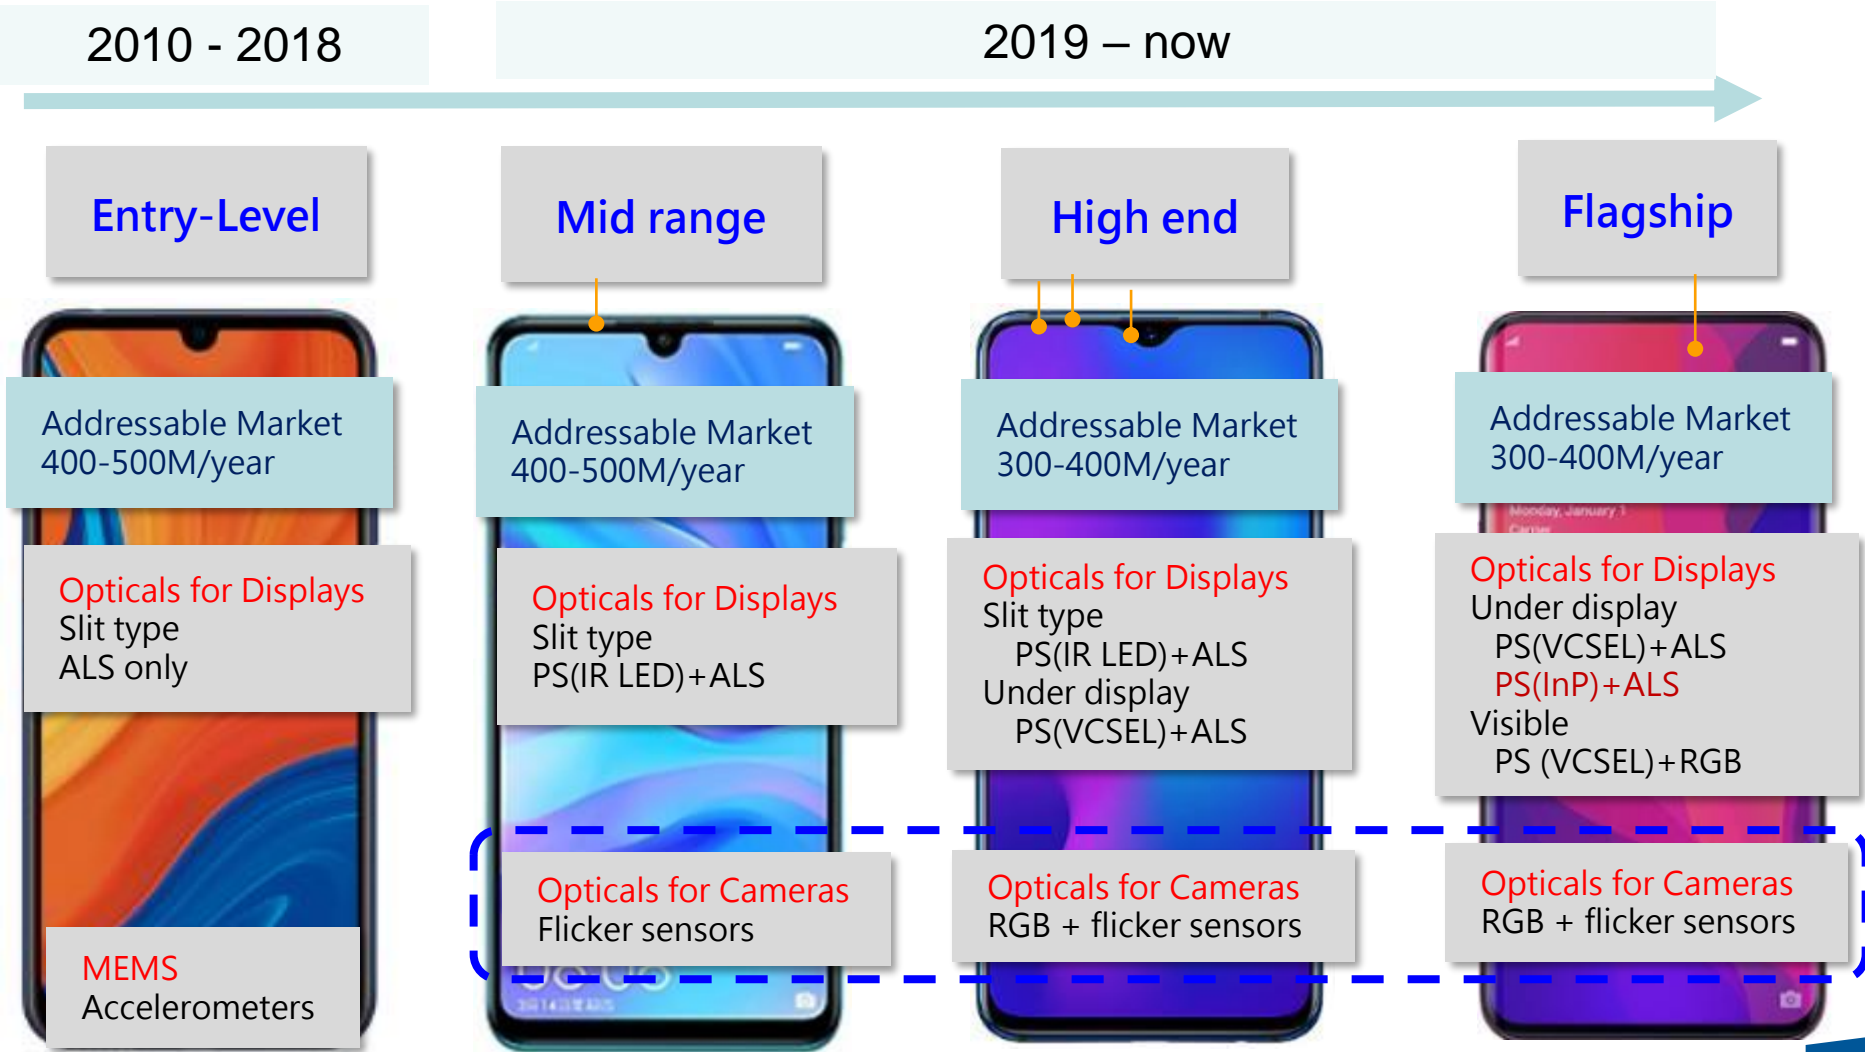 2010 - 2018
2019 – now
Entry-Level
Mid range
High end
Flagship
Addressable Market
400-500M/year
Opticals for Displays
Slit type
ALS only
MEMS
Accelerometers
Addressable Market
400-500M/year
Opticals for Displays
Slit type
PS(IR LED)+ALS
Opticals for Cameras
Flicker sensors
Addressable Market
300-400M/year
Opticals for Displays
Slit type
PS(IR LED)+ALS
Under display
PS(VCSEL)+ALS
Opticals for Cameras
RGB + flicker sensors
Addressable Market
300-400M/year
Monday, January 1
Opticals for Displays
Under display
PS(VCSEL)+ALS
PS(InP)+ALS
Visible
PS (VCSEL)+RGB
Opticals for Cameras
RGB + flicker sensors